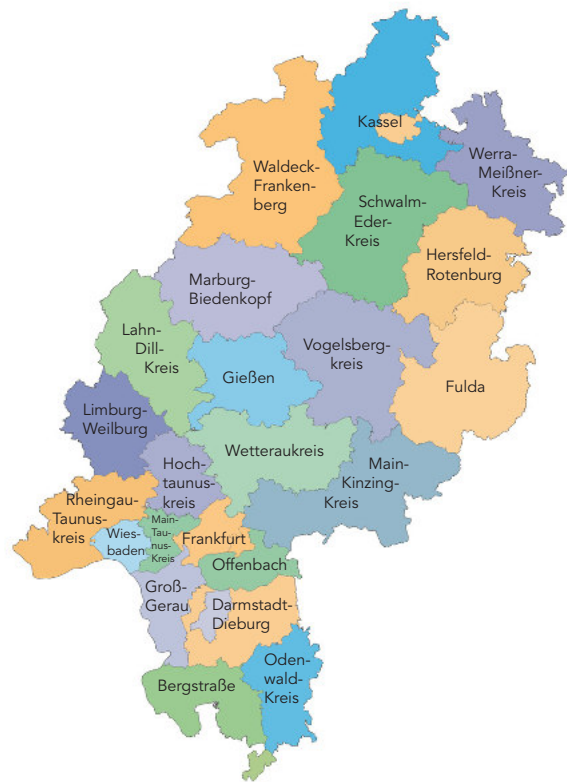 Kassel
Werra-
Meißner-
Kreis
Waldeck-
Franken-
berg
Schwalm-
Eder-
Kreis
Hersfeld-
Rotenburg
Marburg-
Biedenkopf
Lahn-
Dill-
Kreis
Vogelsberg-
kreis
Gießen
Fulda
Limburg-
Weilburg
Wetteraukreis
Hoch-
taunus-
kreis
Main-
Kinzing-
Kreis
Rheingau-
Taunus-
kreis
Main-
Tau-
nus-
Kreis
Wies-
baden
Frankfurt
Offenbach
Groß-
Gerau
Darmstadt-
Dieburg
Oden-
wald-
Kreis
Bergstraße